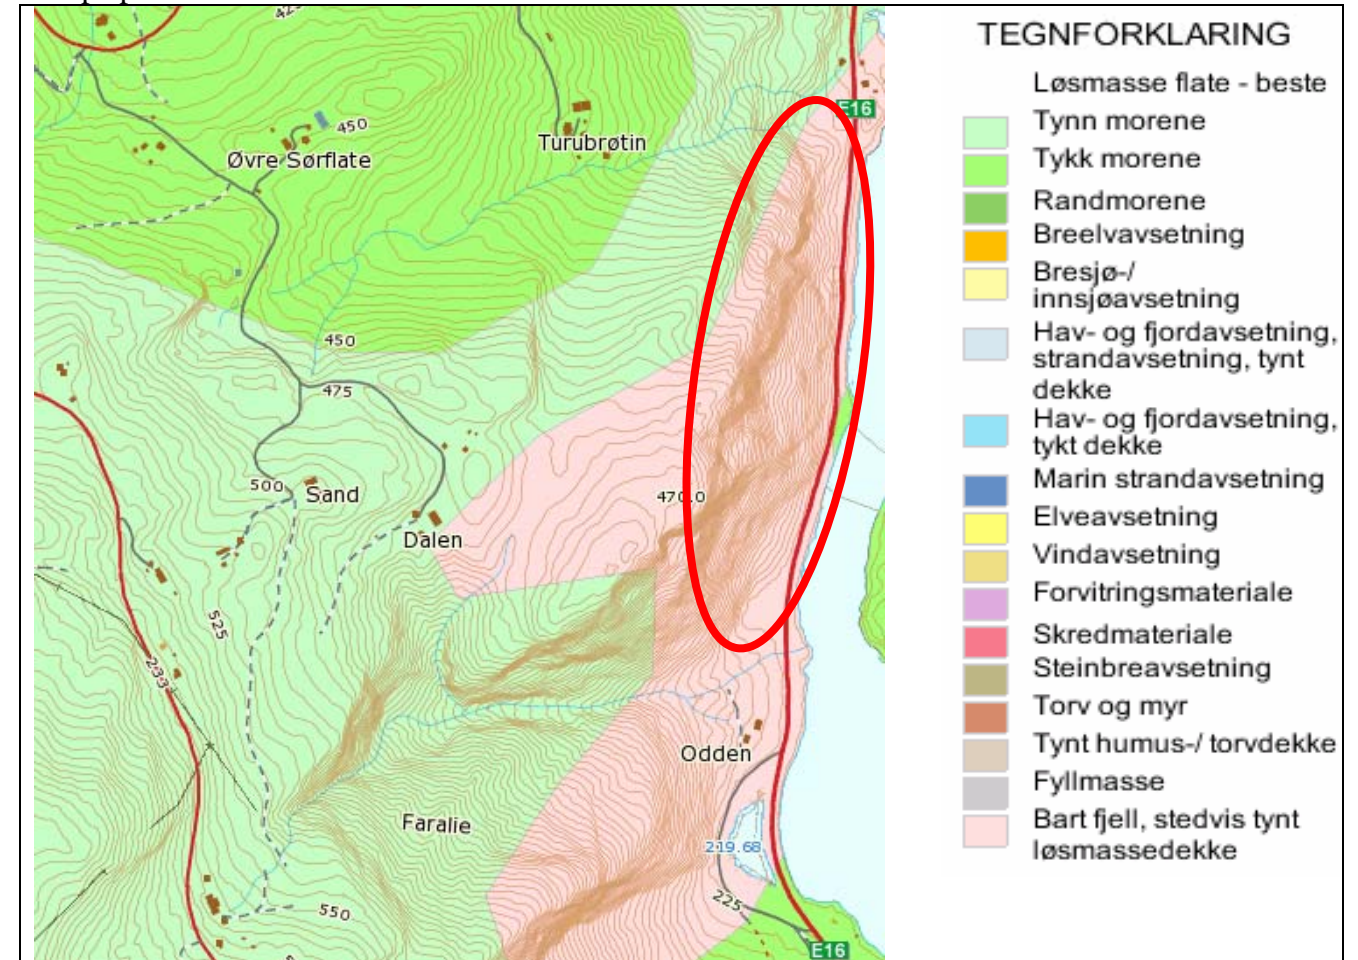 425
E16
450
Turubrøtin
Øvre Sørflate
450
475
500
Sand
470.0
Dalen
525
233
Odden
Faralie
219.68
225
550
E16
TEGNFORKLARING
Løsmasse flate - beste
Tynn morene
Tykk morene
Randmorene
Breelvavsetning
Bresjø-/
innsjøavsetning
Hav- og fjordavsetning,
strandavsetning, tynt
dekke
Hav- og fjordavsetning,
tykt dekke
Marin strandavsetning
Elveavsetning
Vindavsetning
Forvitringsmateriale
Skredmateriale
Steinbreavsetning
Torv og myr
Tynt humus-/ torvdekke
Fyllmasse
Bart fjell, stedvis tynt
løsmassedekke